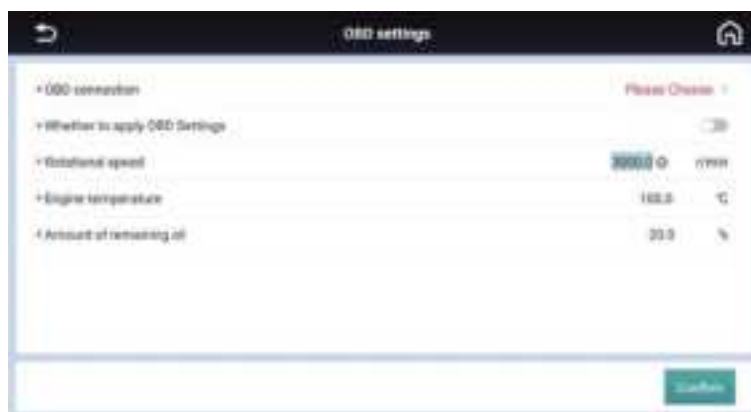 OBD settings
• OBD connection Please Choose >
• Whether to apply OBD Settings
• Rotational speed 3000.0 r/min
• Engine temperature 100.0 °C
• Amount of remaining oil 20.0 %
Confirm